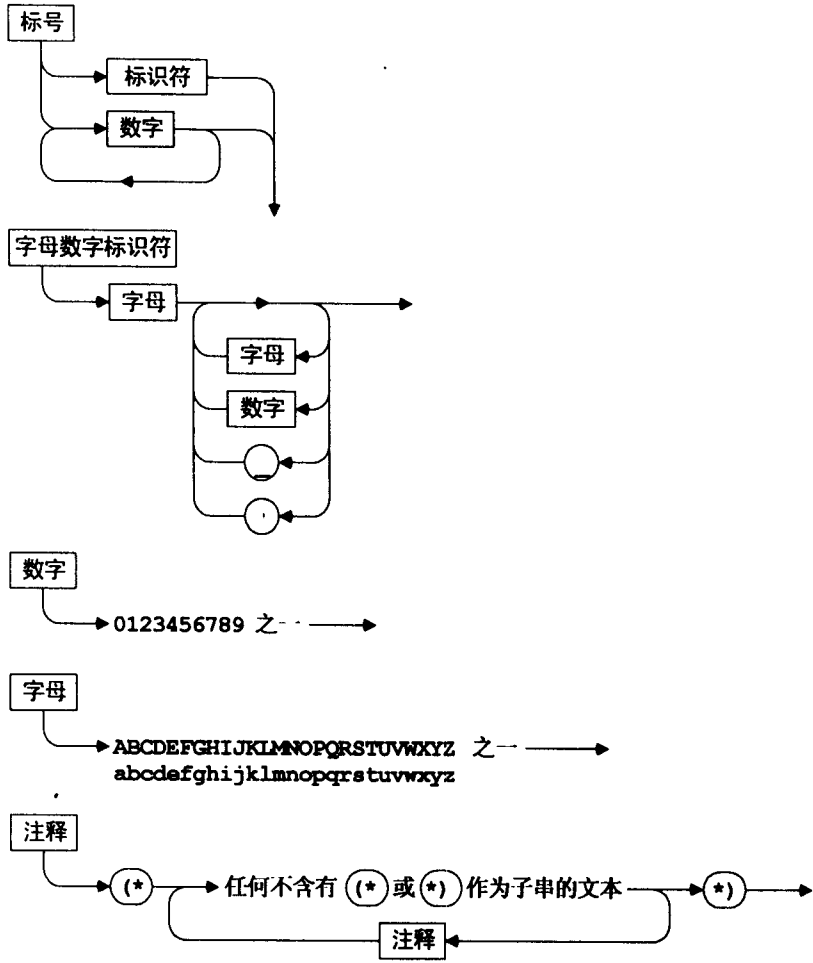 标号
标识符
数字
字母数字标识符
字母
字母
数字
_
'
数字
0123456789 之一
字母
ABCDEFGHIJKLMNOPQRSTUVWXYZ 之一
abcdefghijklmnopqrstuvwxyz
注释
(* 任何不含有 (* 或 *) 作为子串的文本 *)
注释